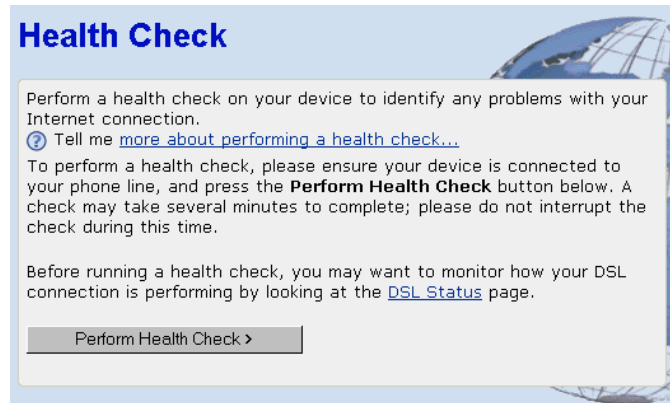 Health Check
Perform a health check on your device to identify any problems with your
Internet connection.
? Tell me more about performing a health check...
To perform a health check, please ensure your device is connected to
your phone line, and press the Perform Health Check button below. A
check may take several minutes to complete; please do not interrupt the
check during this time.
Before running a health check, you may want to monitor how your DSL
connection is performing by looking at the DSL Status page.
Perform Health Check >